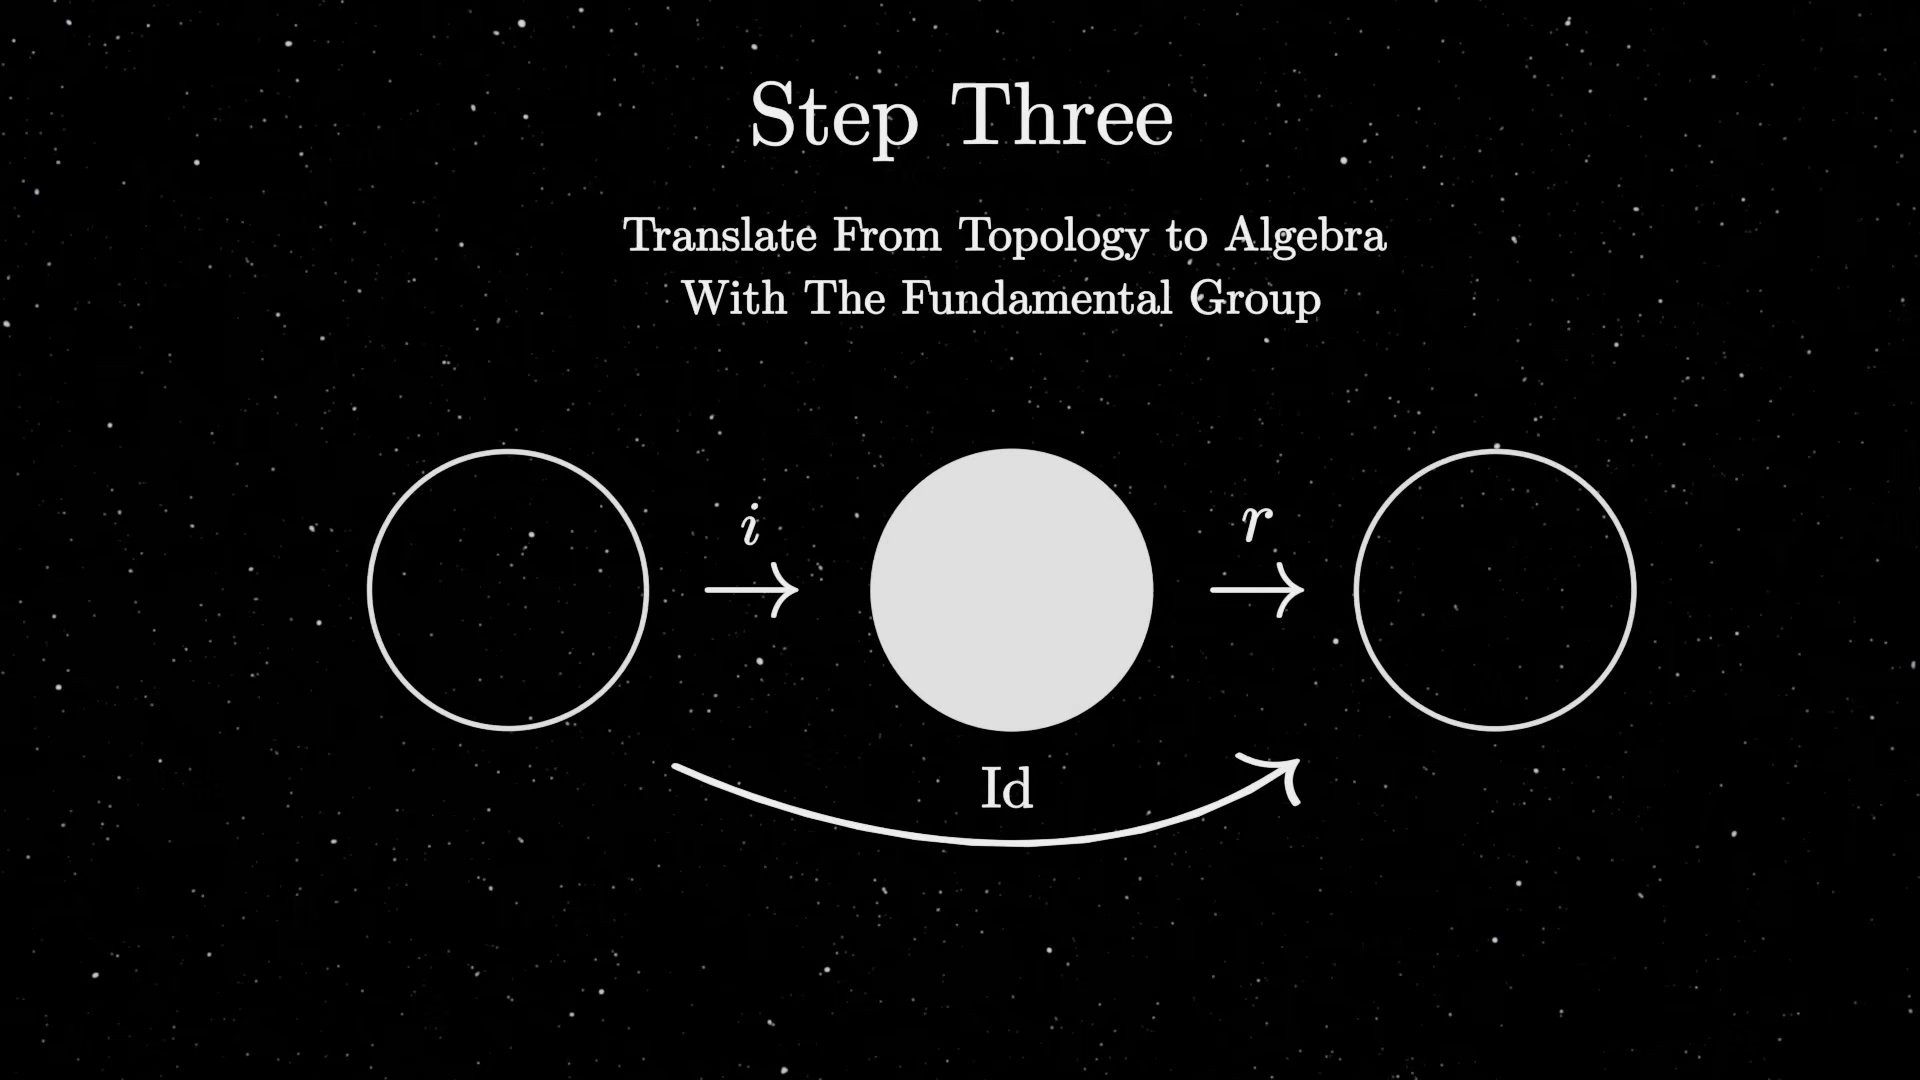 Step Three
Translate From Topology to Algebra
With The Fundamental Group
i
r
Id